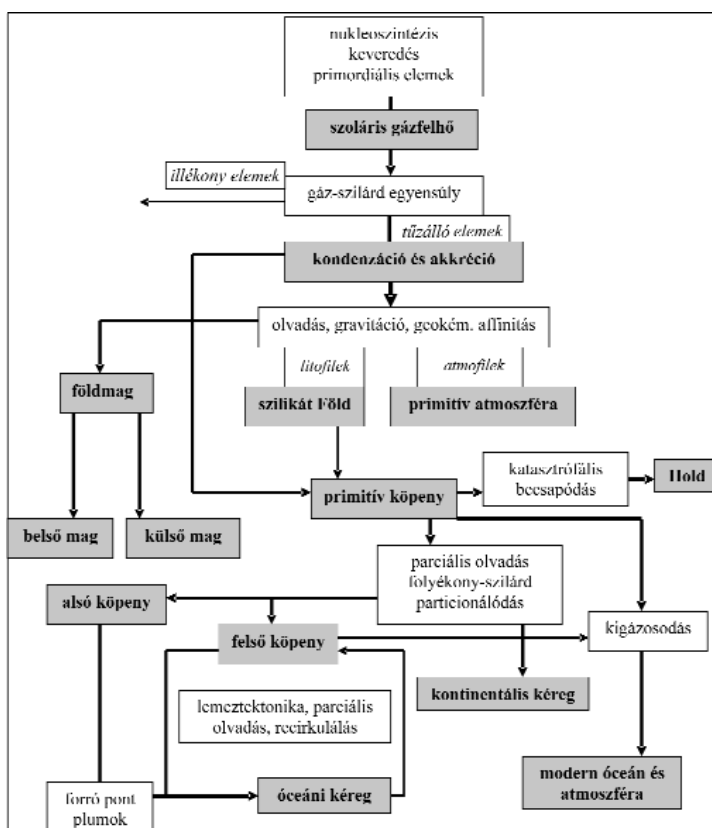 nukleoszintézis
keveredés
primordiális elemek
szoláris gázfelhő
illékony elemek
gáz-szilárd egyensúly
tűzálló elemek
kondenzáció és akkréció
olvadás, gravitáció, geokém. affinitás
litofilek
atmofilek
földmag
szilikát Föld
primitív atmoszféra
katasztrófális
becsapódás
Hold
primitív köpeny
belső mag
külső mag
parciális olvadás
folyékony-szilárd
particionálódás
alsó köpeny
kigázosodás
felső köpeny
kontinentális kéreg
lemeztektonika, parciális
olvadás, recirkulálás
modern óceán és
atmoszféra
óceáni kéreg
forró pont
plumok